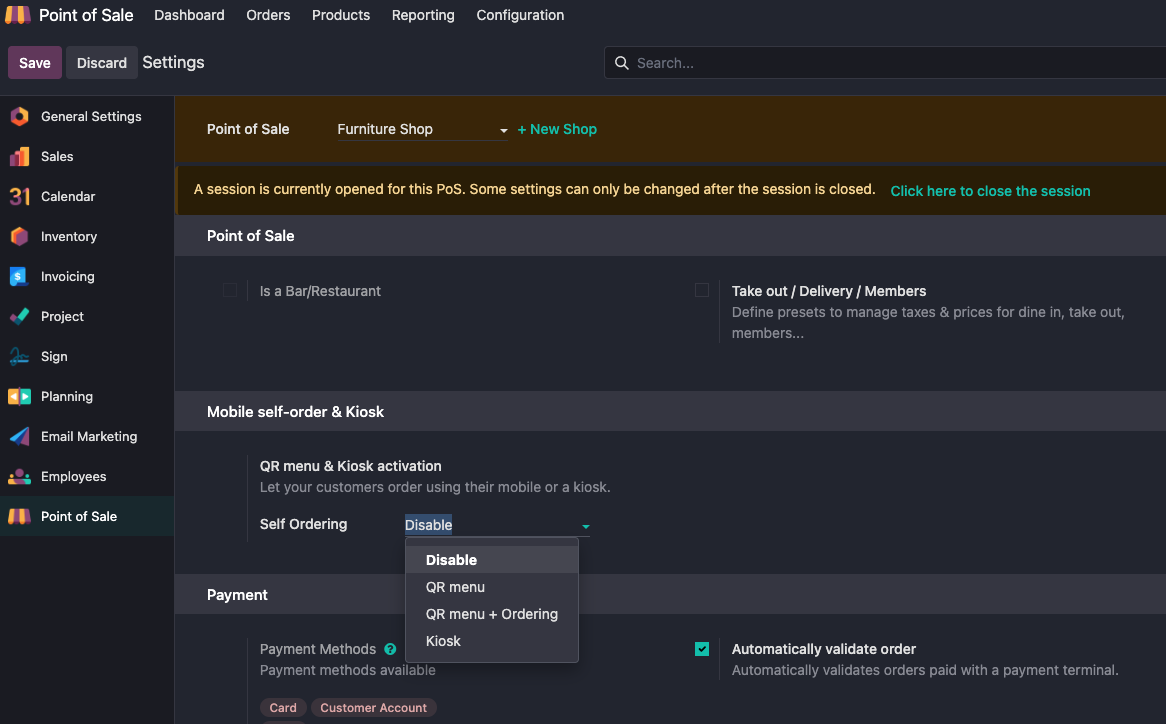 Point of Sale Dashboard Orders Products Reporting Configuration
Save Discard Settings Search...
General Settings
Sales
31 Calendar
Inventory
$ Invoicing
Project
Sign
Planning
Email Marketing
Employees
Point of Sale
Point of Sale Furniture Shop + New Shop
A session is currently opened for this PoS. Some settings can only be changed after the session is closed. Click here to close the session
Point of Sale
Is a Bar/Restaurant
Take out / Delivery / Members
Define presets to manage taxes & prices for dine in, take out,
members...
Mobile self-order & Kiosk
QR menu & Kiosk activation
Let your customers order using their mobile or a kiosk.
Self Ordering Disable
Disable
QR menu
QR menu + Ordering
Kiosk
Payment
Payment Methods ?
Payment methods available
Card Customer Account
Automatically validate order
Automatically validates orders paid with a payment terminal.